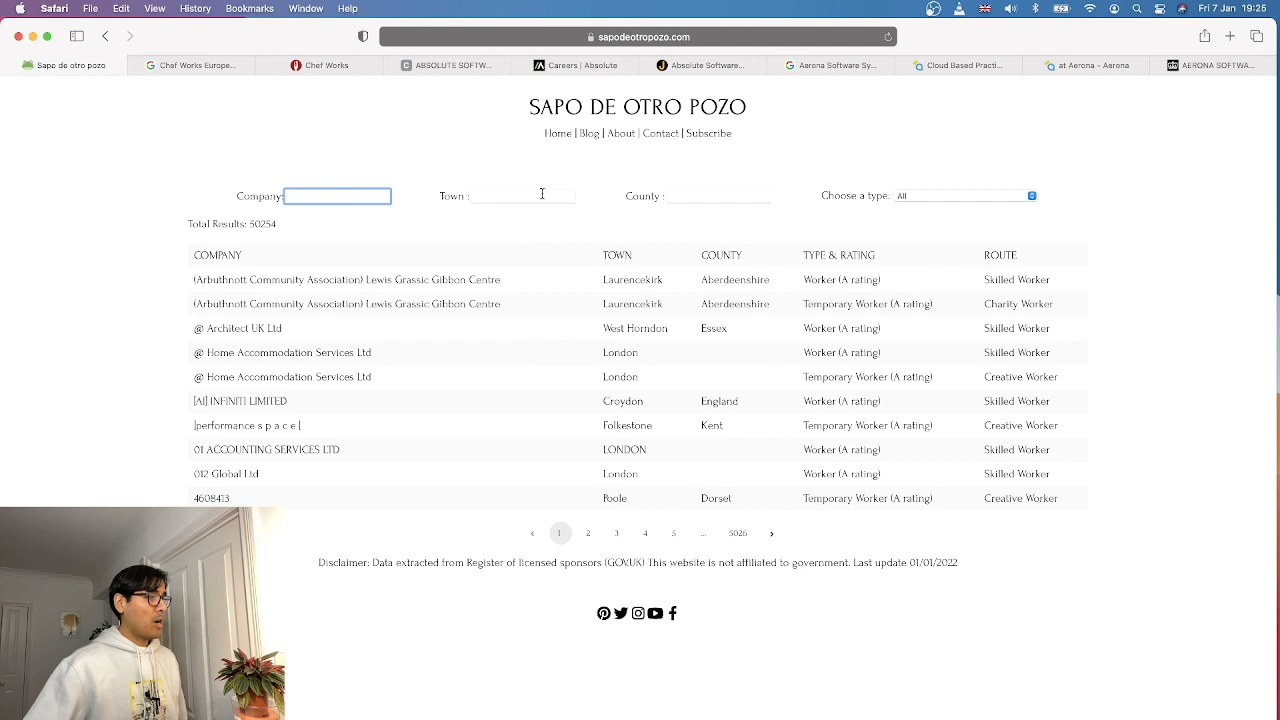 Safari File Edit View History Bookmarks Window Help Fri 7 Jan 19:25
sapodeotropozo.com
Sapo de otro pozo Chef Works Europe... Chef Works ABSOLUTE SOFTW... Careers | Absolute Absolute Software... Aerona Software Sy... Cloud Based Practi... at Aerona – Aerona AERONA SOFTWA...
SAPO DE OTRO POZO
Home | Blog | About | Contact | Subscribe
Company: Town : County : Choose a type: All
Total Results: 50254
COMPANY TOWN COUNTY TYPE & RATING ROUTE
(Arbuthnott Community Association) Lewis Grassic Gibbon Centre Laurencekirk Aberdeenshire Worker (A rating) Skilled Worker
(Arbuthnott Community Association) Lewis Grassic Gibbon Centre Laurencekirk Aberdeenshire Temporary Worker (A rating) Charity Worker
@ Architect UK Ltd West Horndon Essex Worker (A rating) Skilled Worker
@ Home Accommodation Services Ltd London Worker (A rating) Skilled Worker
@ Home Accommodation Services Ltd London Temporary Worker (A rating) Creative Worker
[AI] INFINITI LIMITED Croydon England Worker (A rating) Skilled Worker
]performance s p a c e [ Folkestone Kent Temporary Worker (A rating) Creative Worker
01 ACCOUNTING SERVICES LTD LONDON Worker (A rating) Skilled Worker
012 Global Ltd London Worker (A rating) Skilled Worker
4608413 Poole Dorset Temporary Worker (A rating) Creative Worker
‹ 1 2 3 4 5 ... 5026 ›
Disclaimer: Data extracted from Register of licensed sponsors (GOV.UK) This website is not affiliated to government. Last update 01/01/2022